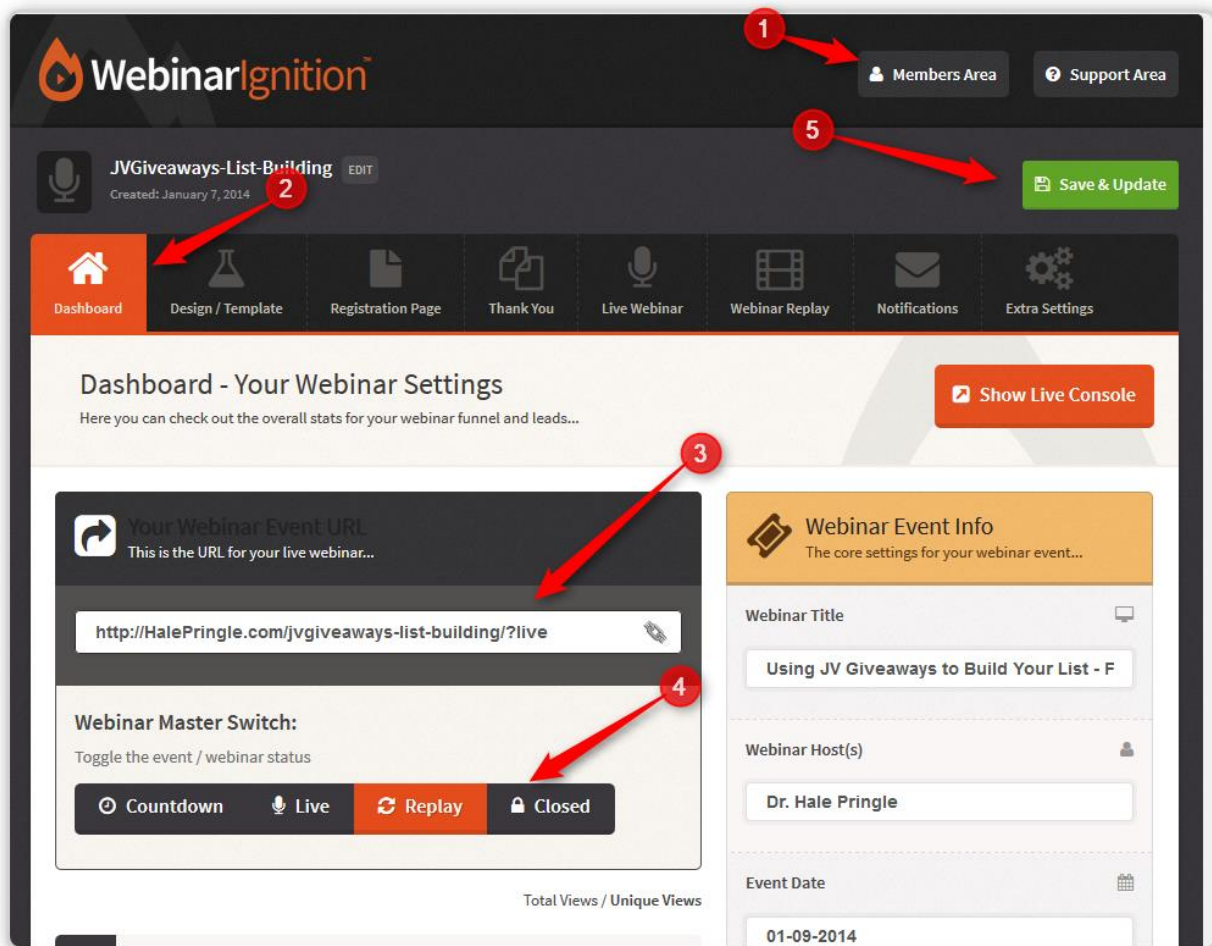 1
WebinarIgnition™
Members Area
Support Area
5
JVGiveaways-List-Building EDIT
Created: January 7, 2014
2
Save & Update
Dashboard
Design / Template
Registration Page
Thank You
Live Webinar
Webinar Replay
Notifications
Extra Settings
Dashboard - Your Webinar Settings
Here you can check out the overall stats for your webinar funnel and leads...
Show Live Console
3
Your Webinar Event URL
This is the URL for your live webinar...
http://HalePringle.com/jvgiveaways-list-building/?live
4
Webinar Master Switch:
Toggle the event / webinar status
Countdown
Live
Replay
Closed
Total Views / Unique Views
Webinar Event Info
The core settings for your webinar event...
Webinar Title
Using JV Giveaways to Build Your List - F
Webinar Host(s)
Dr. Hale Pringle
Event Date
01-09-2014